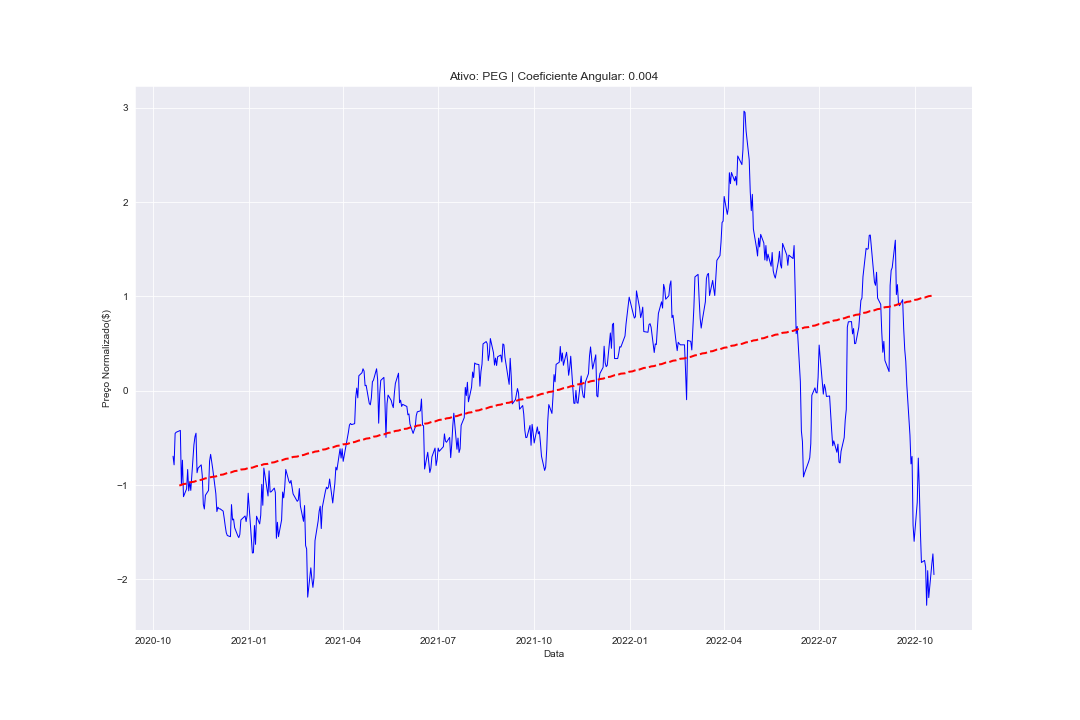 Ativo: PEG | Coeficiente Angular: 0.004
Preço Normalizado($)
3
2
1
0
−1
−2
2020-10 2021-01 2021-04 2021-07 2021-10 2022-01 2022-04 2022-07 2022-10
Data